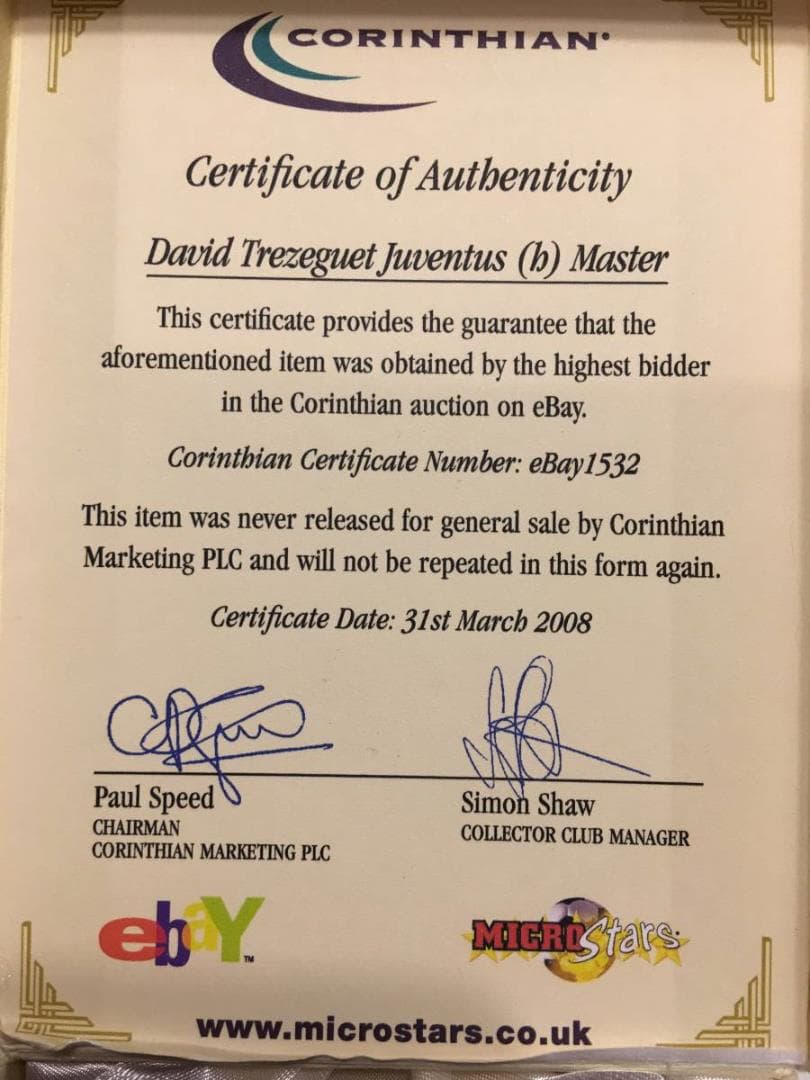 CORINTHIAN®
Certificate of Authenticity
David Trezeguet Juventus (h) Master
This certificate provides the guarantee that the
aforementioned item was obtained by the highest bidder
in the Corinthian auction on eBay.
Corinthian Certificate Number: eBay1532
This item was never released for general sale by Corinthian
Marketing PLC and will not be repeated in this form again.
Certificate Date: 31st March 2008
Paul Speed
CHAIRMAN
CORINTHIAN MARKETING PLC
Simon Shaw
COLLECTOR CLUB MANAGER
ebaY™
MICROStars
www.microstars.co.uk